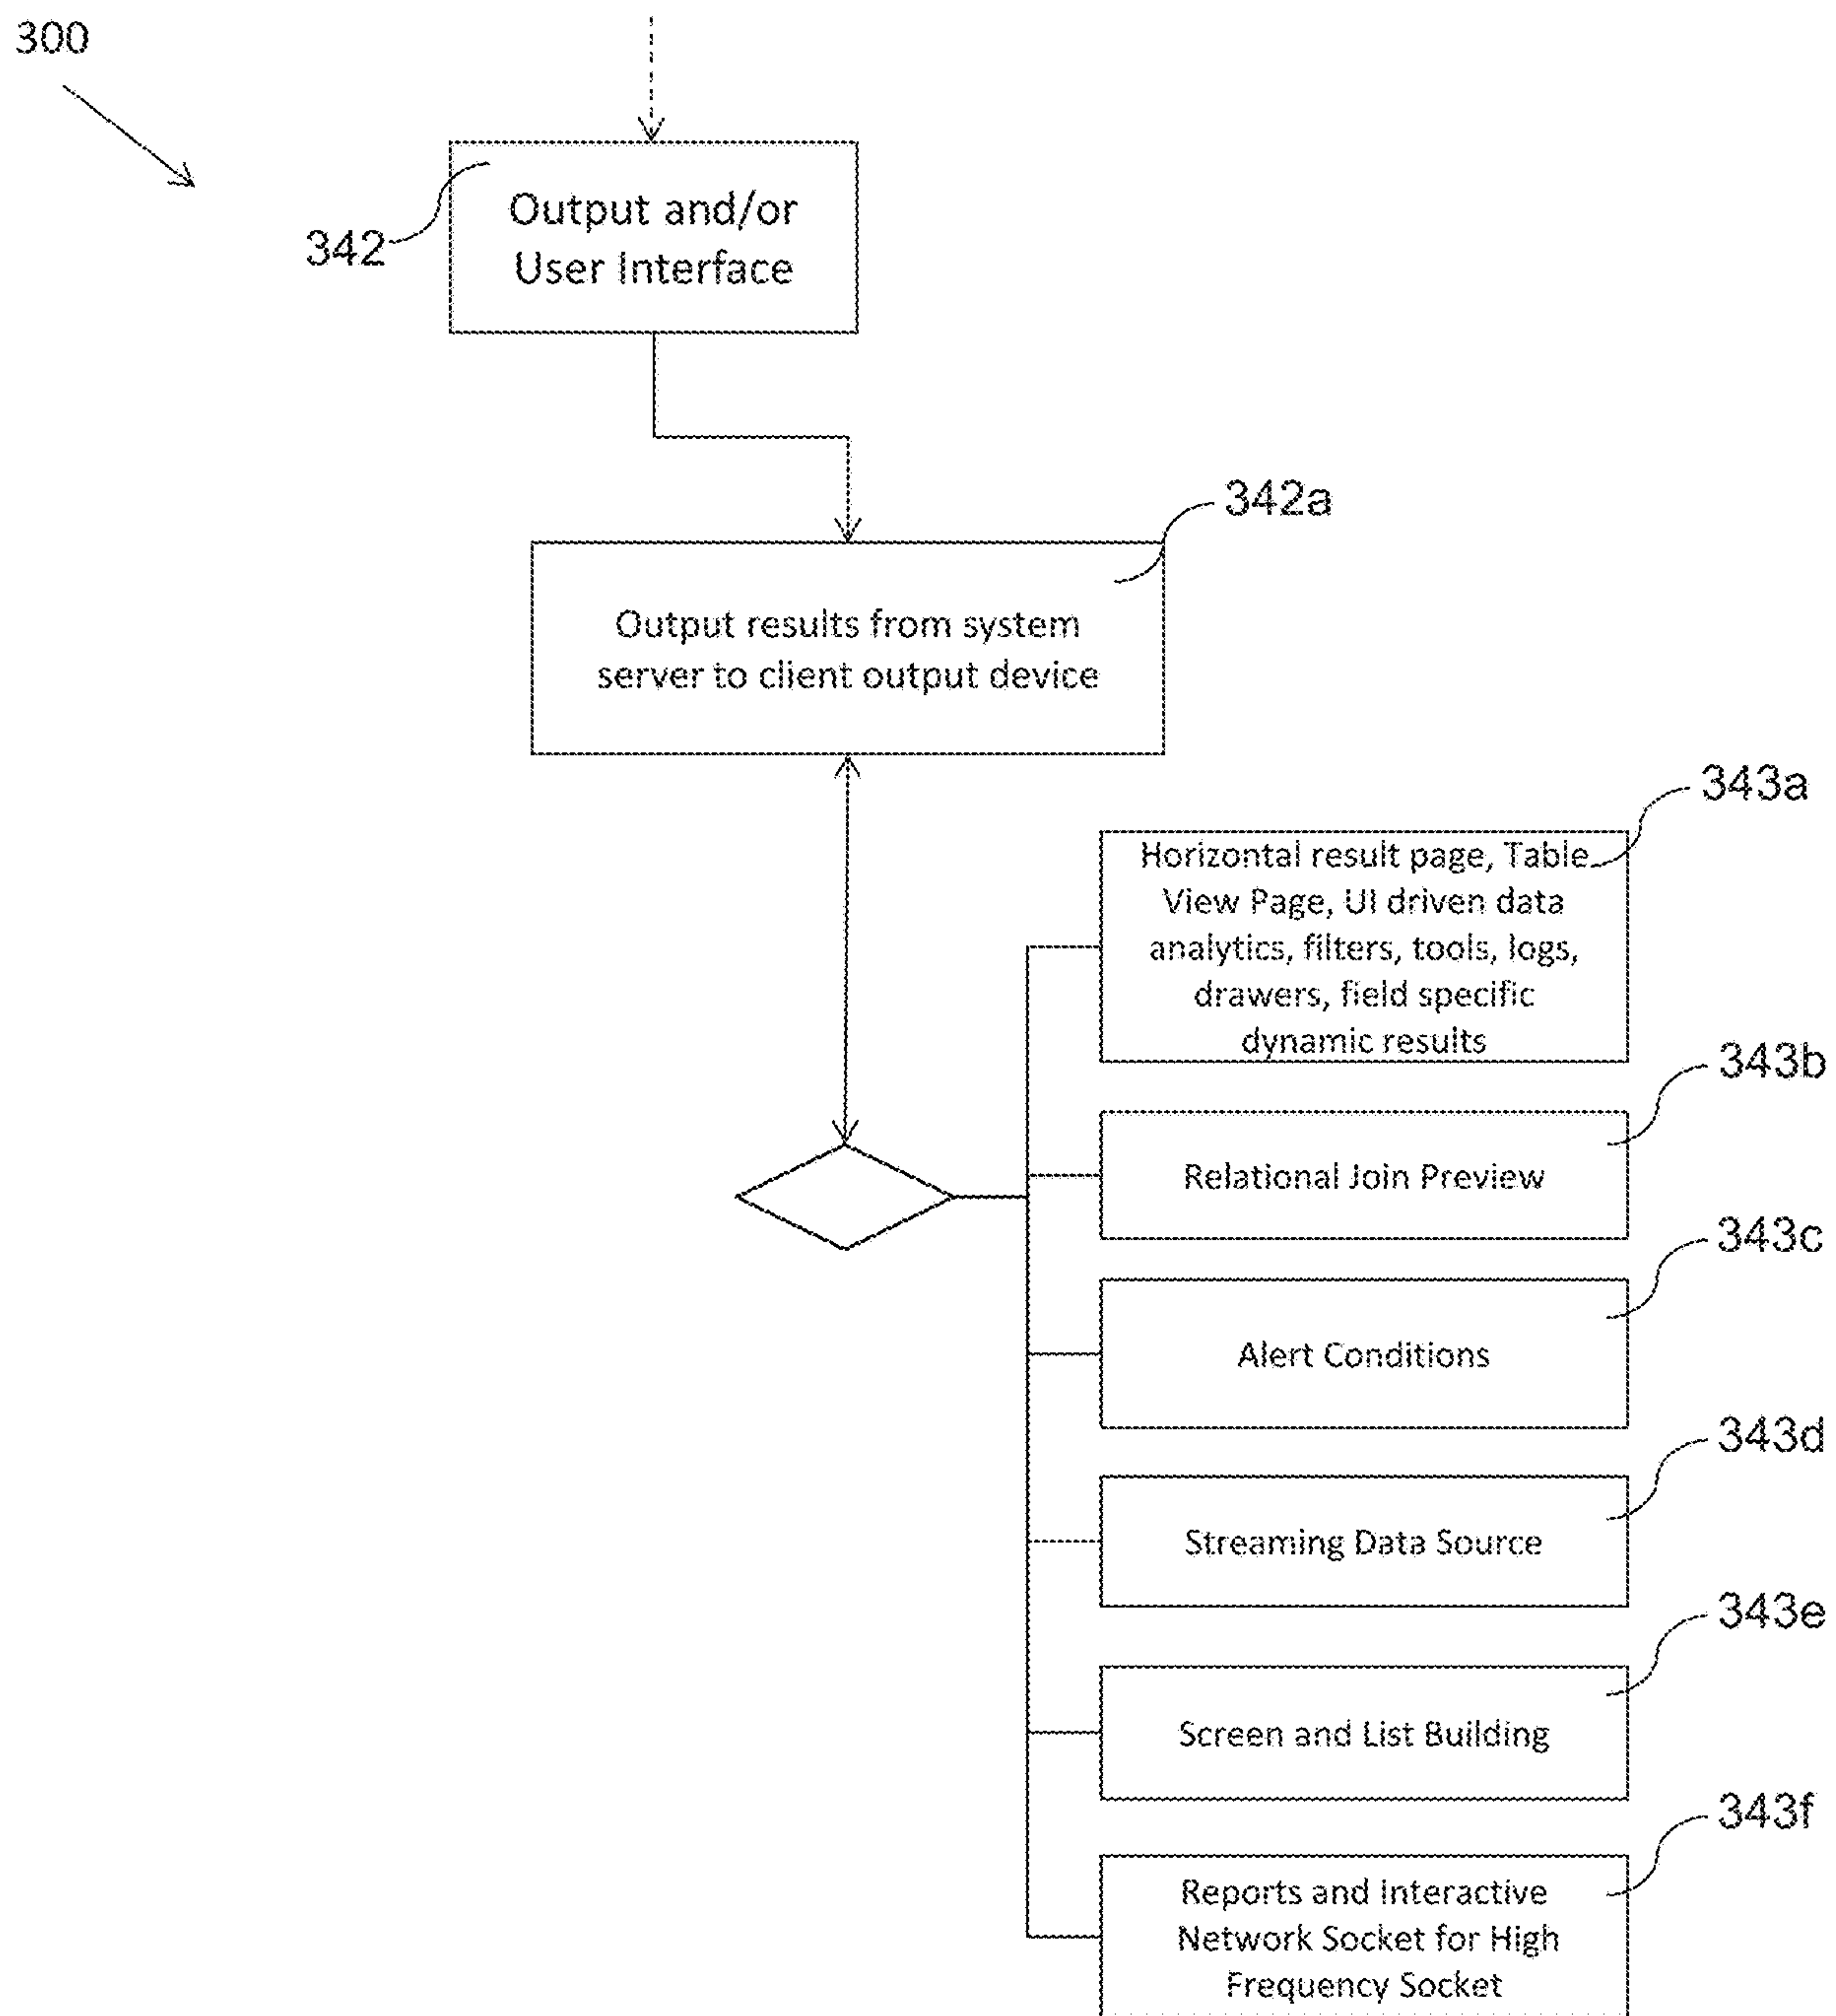 300
Output and/or
User Interface
342
342a
Output results from system
server to client output device
343a
Horizontal result page, Table
View Page, UI driven data
analytics, filters, tools, logs,
drawers, field specific
dynamic results
343b
Relational Join Preview
343c
Alert Conditions
343d
Streaming Data Source
343e
Screen and List Building
343f
Reports and Interactive
Network Socket for High
Frequency Socket